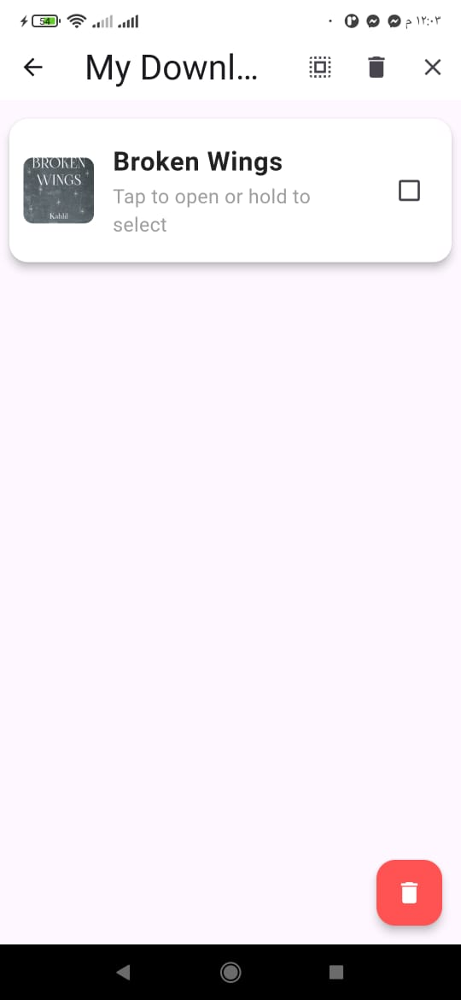 54
م ١٢:٠٣
My Downl...
BROKEN
WINGS
Kahlil
Broken Wings
Tap to open or hold to
select